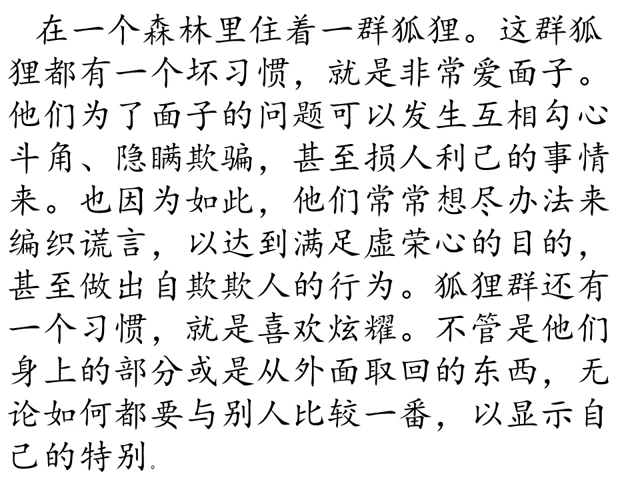 在一个森林里住着一群狐狸。这群狐
狸都有一个坏习惯，就是非常爱面子。
他们为了面子的问题可以发生互相勾心
斗角、隐瞒欺骗，甚至损人利己的事情
来。也因为如此，他们常常想尽办法来
编织谎言，以达到满足虚荣心的目的，
甚至做出自欺欺人的行为。狐狸群还有
一个习惯，就是喜欢炫耀。不管是他们
身上的部分或是从外面取回的东西，无
论如何都要与别人比较一番，以显示自
己的特别。